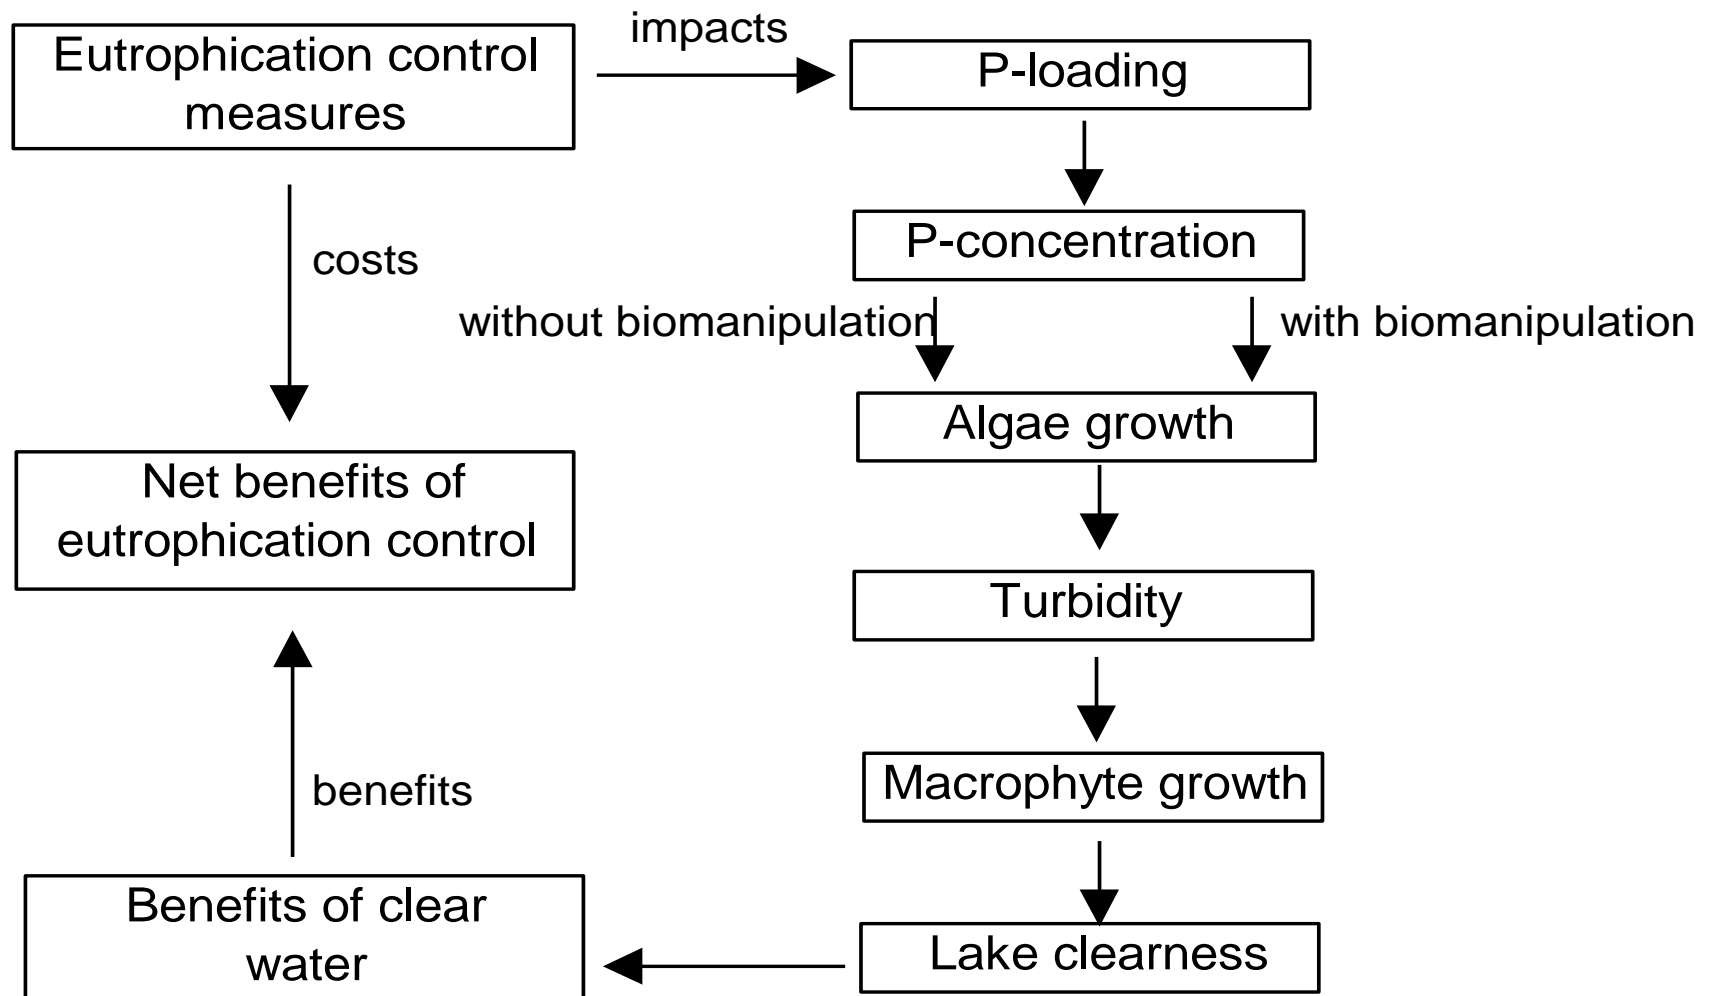 impacts
Eutrophication control
measures
P-loading
P-concentration
costs
without biomanipulation
with biomanipulation
Algae growth
Net benefits of
eutrophication control
Turbidity
Macrophyte growth
benefits
Benefits of clear
water
Lake clearness